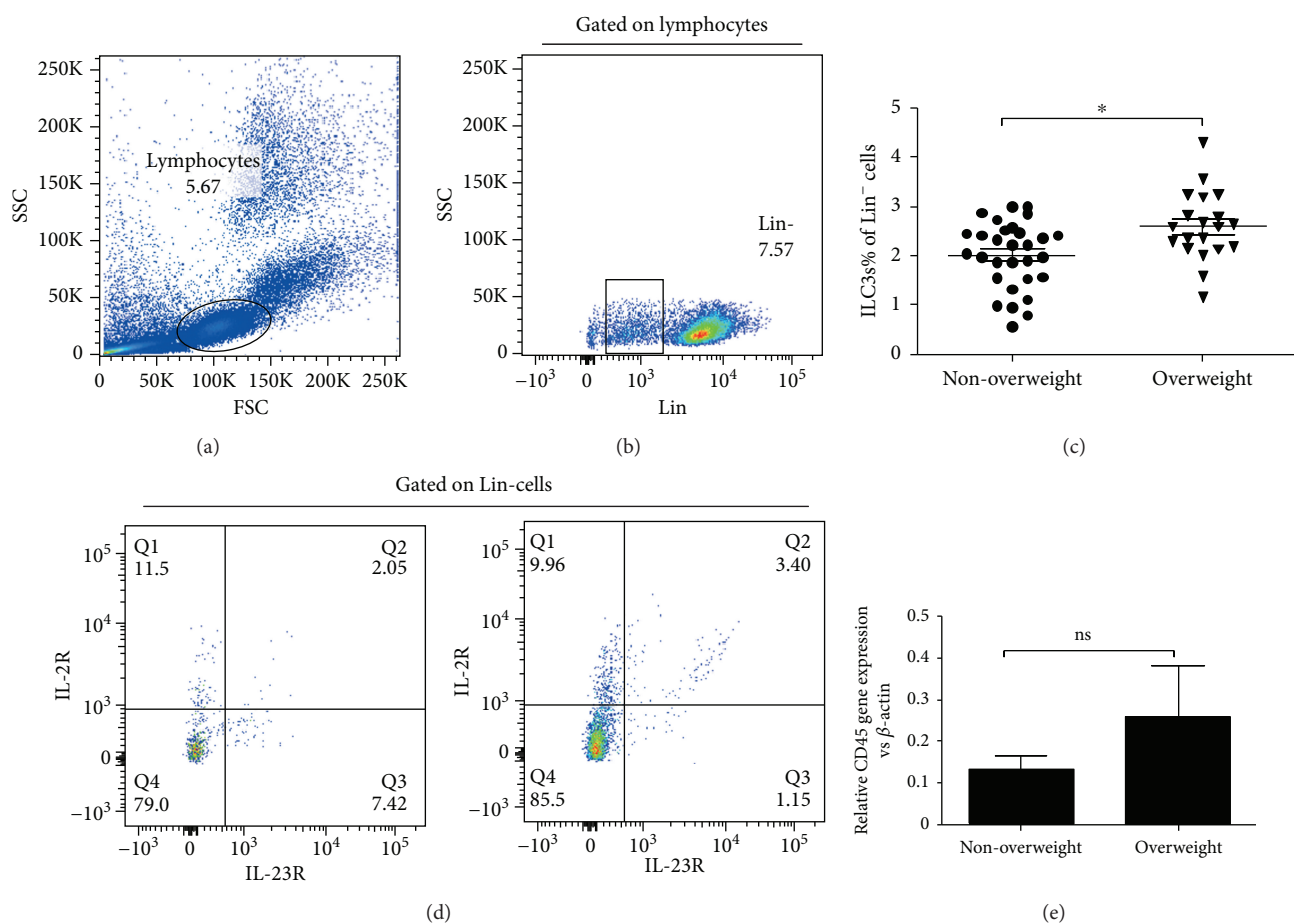 Gated on lymphocytes
250K
200K
150K
100K
50K
0
SSC
Lymphocytes
5.67
0 50K 100K 150K 200K 250K
FSC
(a)
250K
200K
150K
100K
50K
0
SSC
Lin-
7.57
−10³ 0 10³ 10⁴ 10⁵
Lin
(b)
5
4
3
2
1
0
ILC3s% of Lin⁻ cells
*
Non-overweight Overweight
(c)
Gated on Lin-cells
10⁵
10⁴
10³
0
−10³
IL-2R
Q1
11.5
Q2
2.05
Q4
79.0
Q3
7.42
−10³ 0 10³ 10⁴ 10⁵
IL-23R
10⁵
10⁴
10³
0
−10³
IL-2R
Q1
9.96
Q2
3.40
Q4
85.5
Q3
1.15
−10³ 0 10³ 10⁴ 10⁵
IL-23R
(d)
0.5
0.4
0.3
0.2
0.1
0
Relative CD45 gene expression
vs β-actin
ns
Non-overweight Overweight
(e)